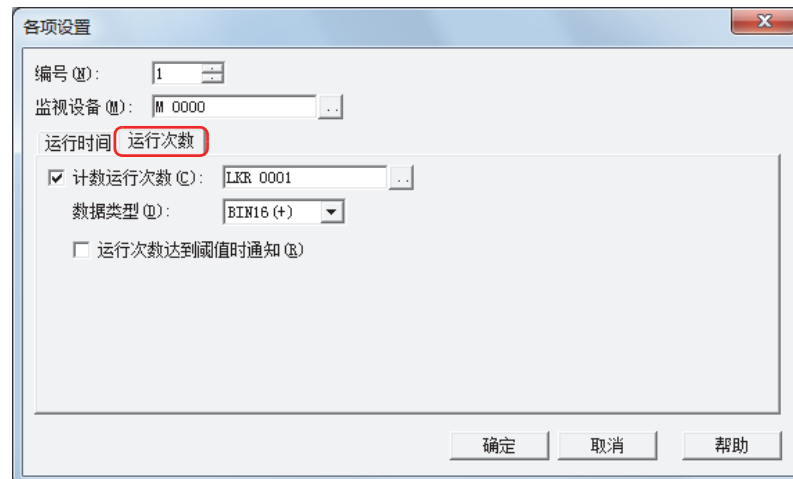 各项设置
编号(N): 1
监视设备(M): M 0000 ..
运行时间 运行次数
计数运行次数(C): LKR 0001 ..
数据类型(D): BIN16(+)
运行次数达到阈值时通知(R)
确定 取消 帮助